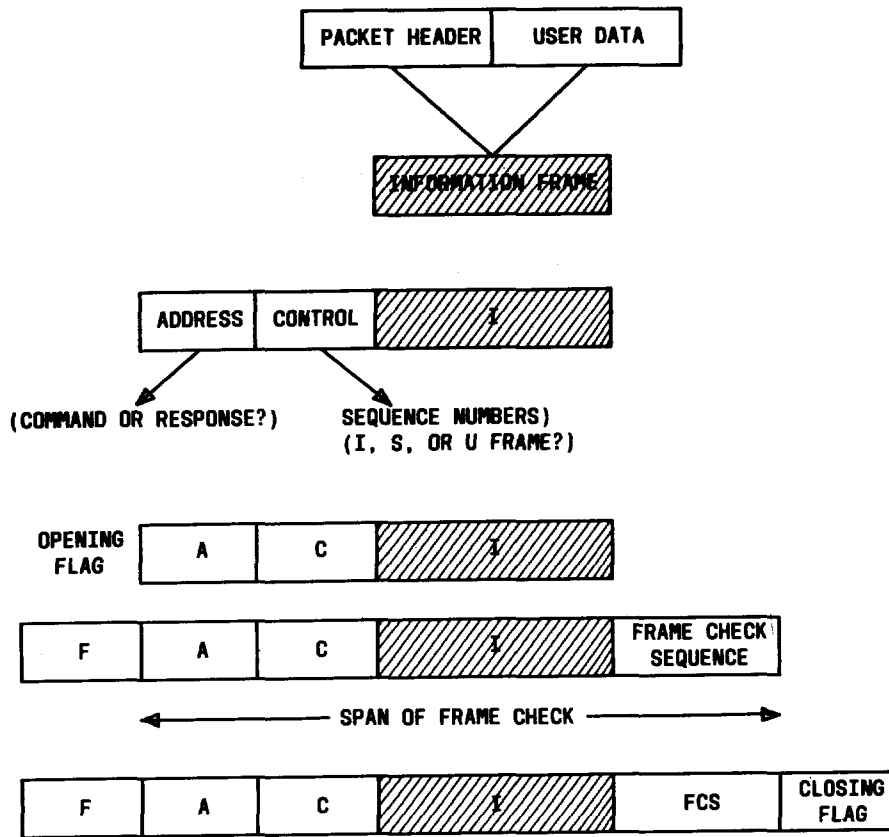 PACKET HEADER USER DATA
INFORMATION FRAME
ADDRESS CONTROL I
(COMMAND OR RESPONSE?) SEQUENCE NUMBERS)
(I, S, OR U FRAME?)
OPENING FLAG A C I
F A C I FRAME CHECK SEQUENCE
SPAN OF FRAME CHECK
F A C I FCS CLOSING FLAG